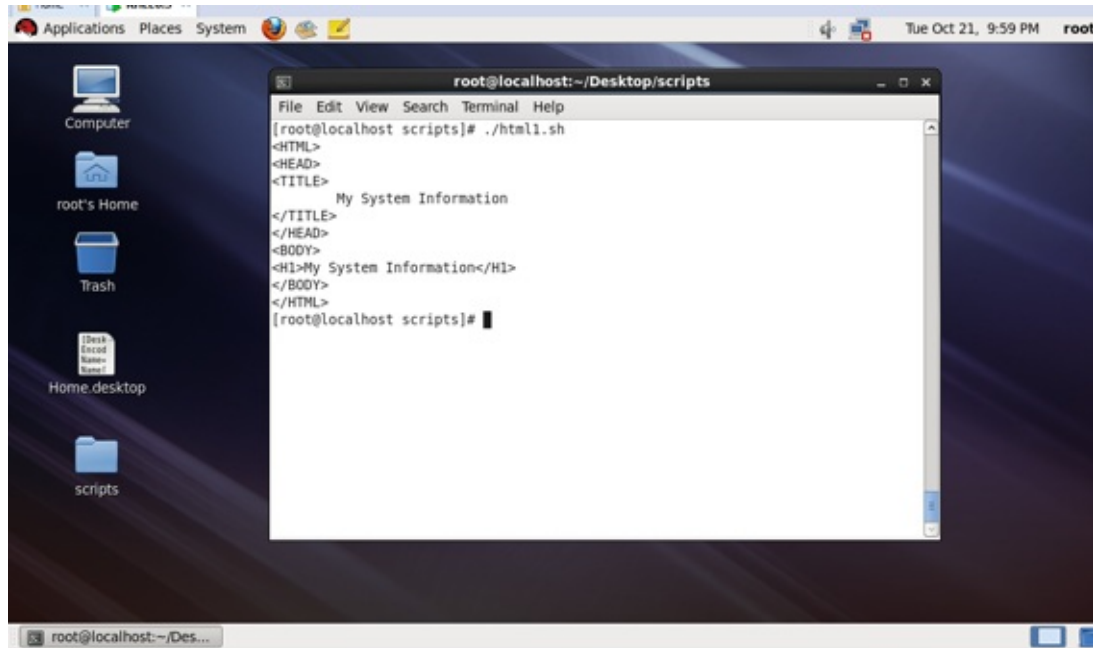 Applications Places System Tue Oct 21, 9:59 PM root
Computer
root's Home
Trash
Home.desktop
scripts
root@localhost:~/Desktop/scripts
File Edit View Search Terminal Help
[root@localhost scripts]# ./html1.sh
<HTML>
<HEAD>
<TITLE>
My System Information
</TITLE>
</HEAD>
<BODY>
<H1>My System Information</H1>
</BODY>
</HTML>
[root@localhost scripts]#
root@localhost:~/Des...